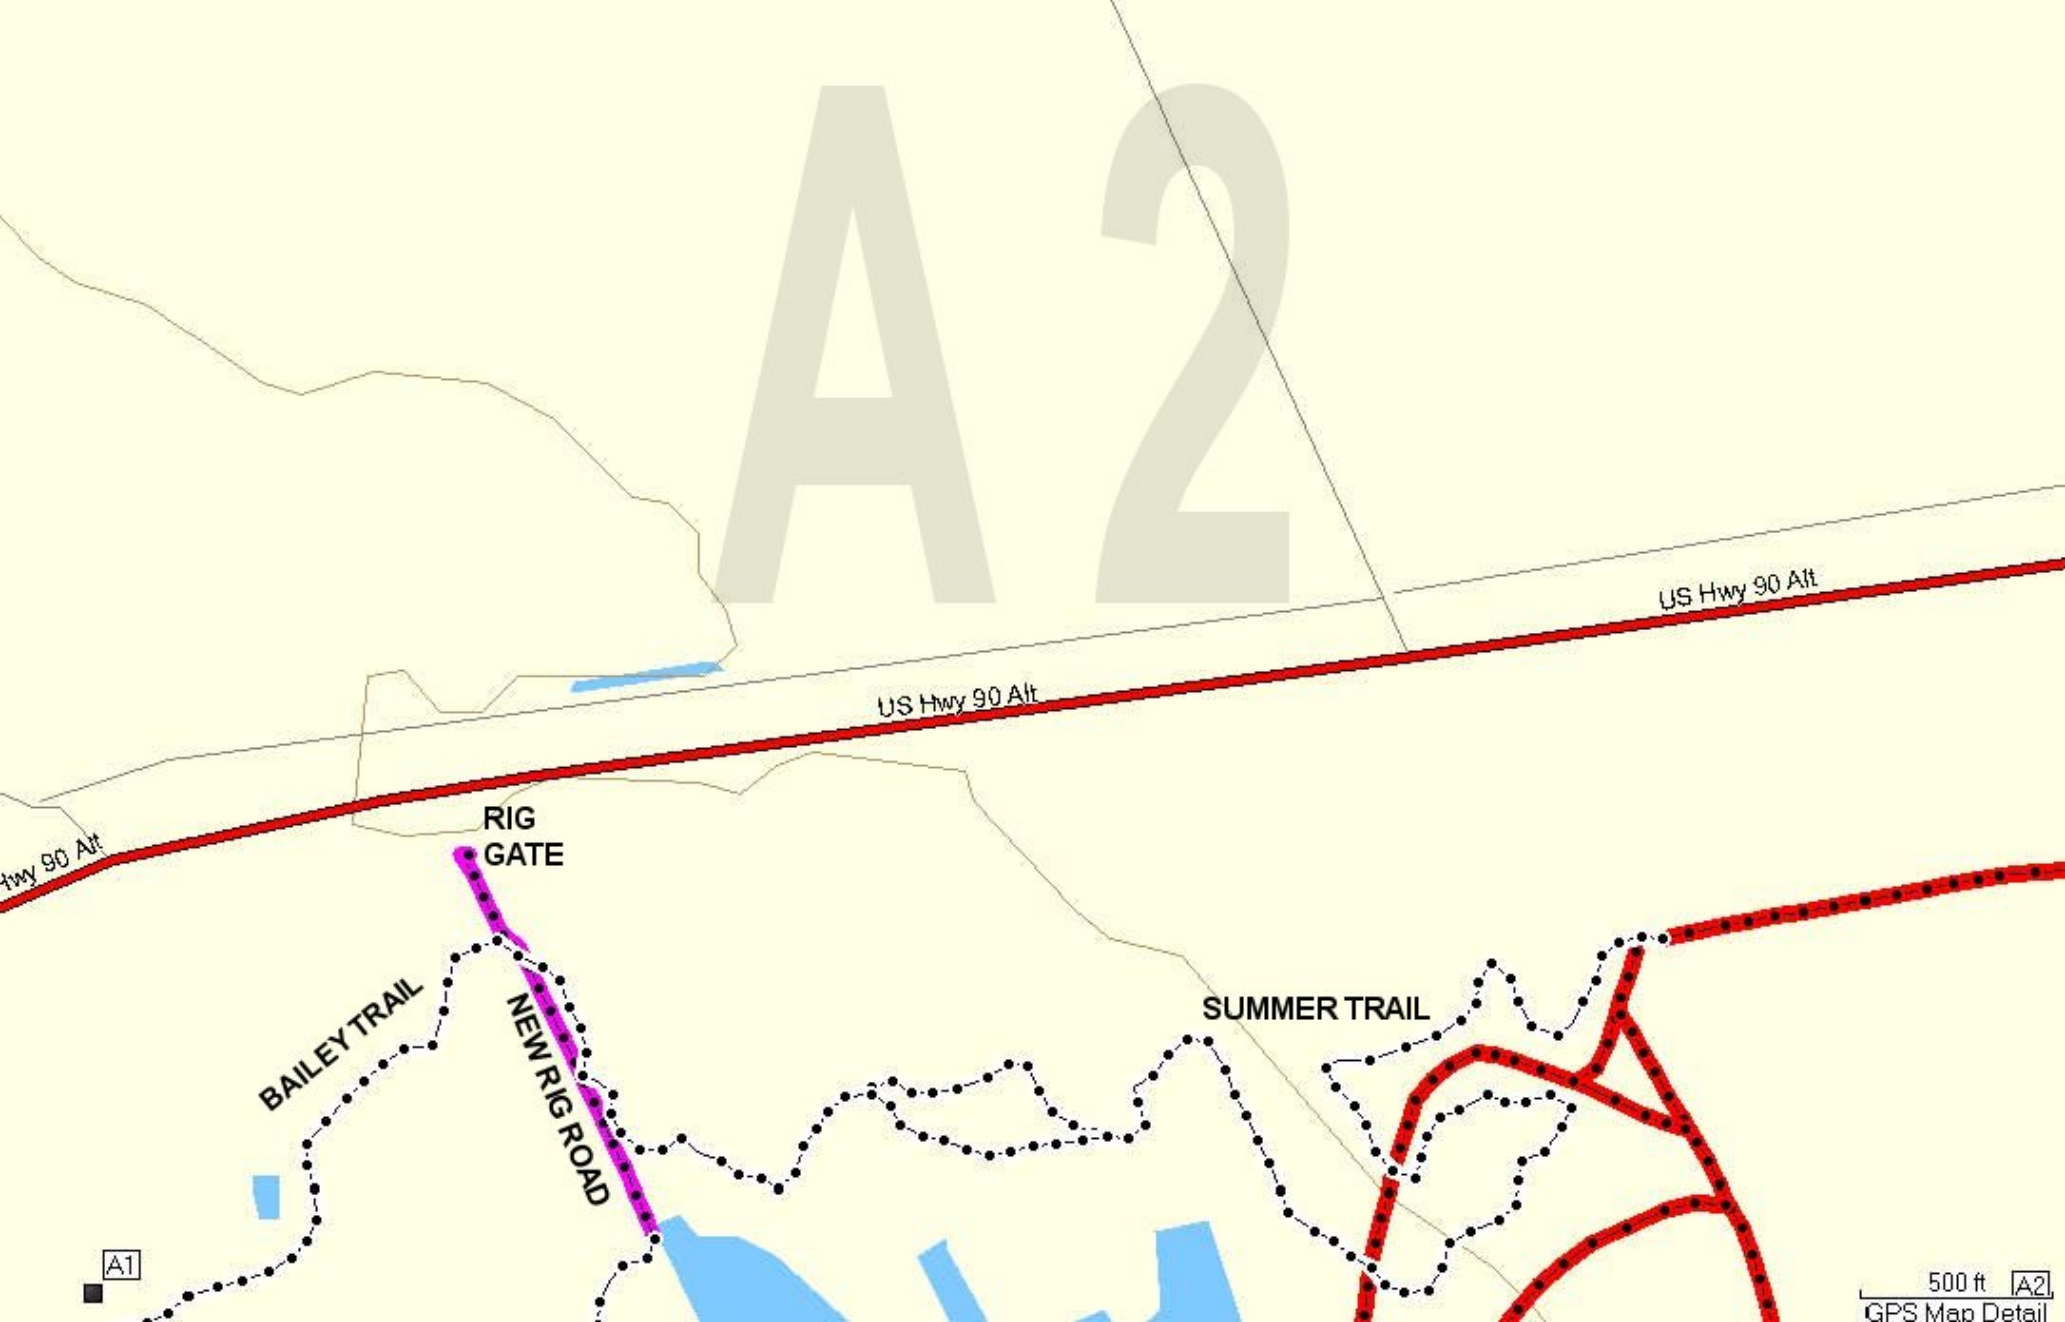 A 2
US Hwy 90 Alt
US Hwy 90 Alt
Hwy 90 Alt
RIG
GATE
BAILEY TRAIL
NEW RIG ROAD
SUMMER TRAIL
A1
500 ft A2
GPS Map Detail